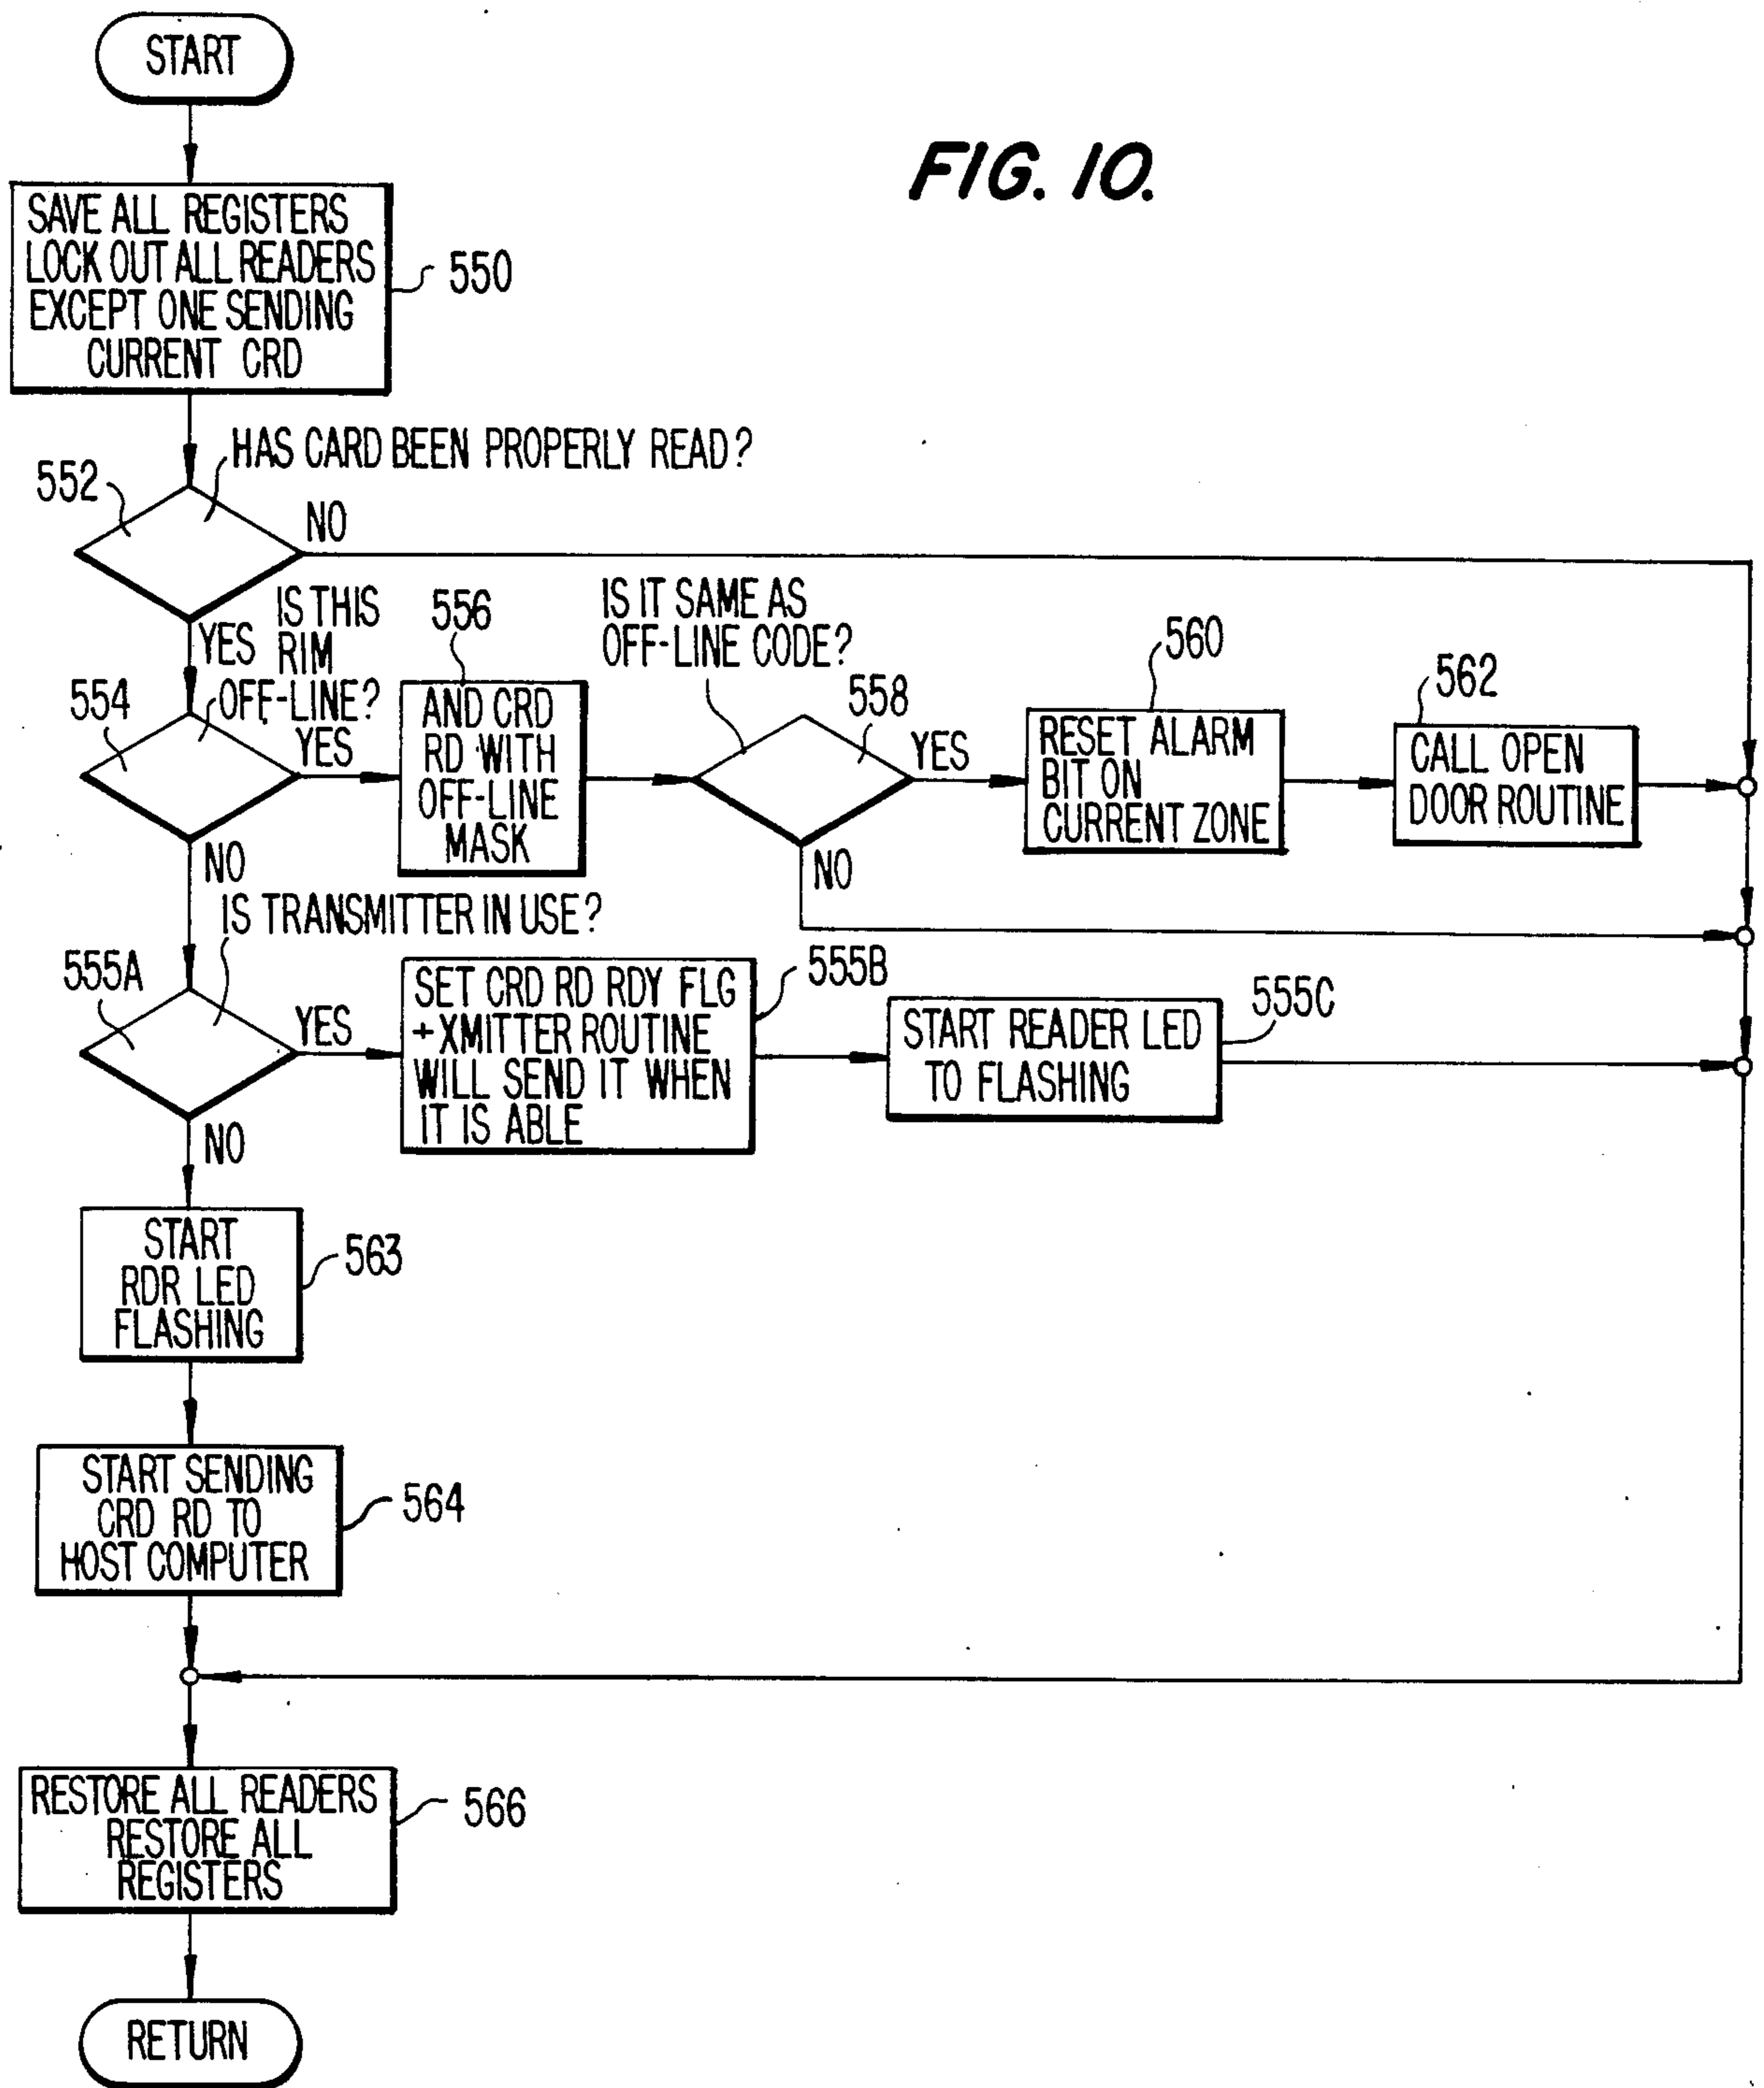 START
FIG. 10.
SAVE ALL REGISTERS
LOCK OUT ALL READERS
EXCEPT ONE SENDING
CURRENT CRD
550
HAS CARD BEEN PROPERLY READ?
552
NO
YES
IS THIS
RIM
OFF-LINE?
554
YES
NO
556
AND CRD
RD WITH
OFF-LINE
MASK
IS IT SAME AS
OFF-LINE CODE?
558
YES
NO
560
RESET ALARM
BIT ON
CURRENT ZONE
562
CALL OPEN
DOOR ROUTINE
IS TRANSMITTER IN USE?
555A
YES
NO
SET CRD RD RDY FLG
+ XMITTER ROUTINE
WILL SEND IT WHEN
IT IS ABLE
555B
START READER LED
TO FLASHING
555C
START
RDR LED
FLASHING
563
START SENDING
CRD RD TO
HOST COMPUTER
564
RESTORE ALL READERS
RESTORE ALL
REGISTERS
566
RETURN